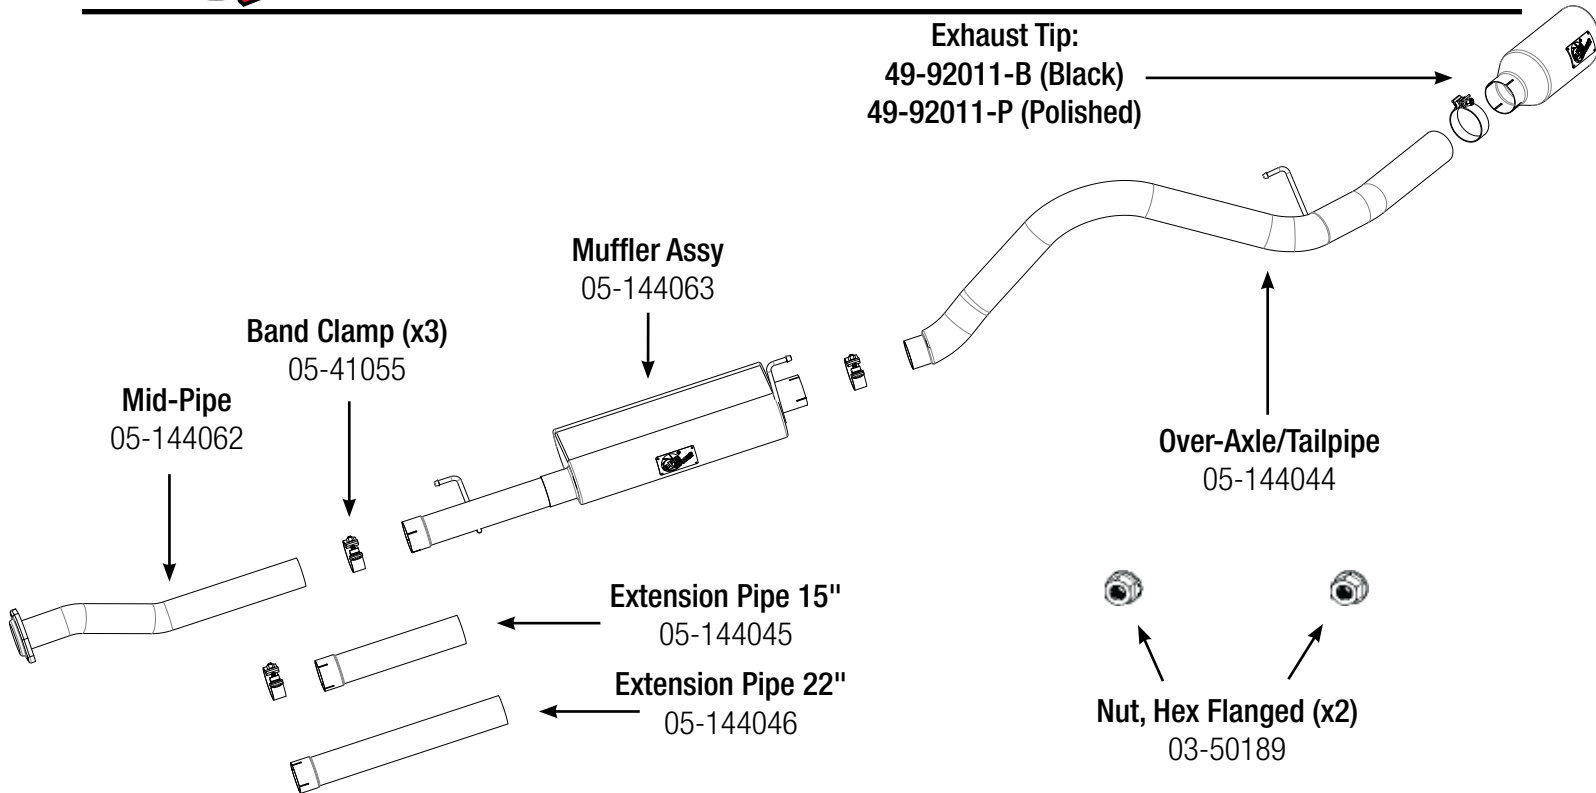 Exhaust Tip:
49-92011-B (Black)
49-92011-P (Polished)
Muffler Assy
05-144063
Band Clamp (x3)
05-41055
Mid-Pipe
05-144062
Over-Axle/Tailpipe
05-144044
Extension Pipe 15"
05-144045
Extension Pipe 22"
05-144046
Nut, Hex Flanged (x2)
03-50189